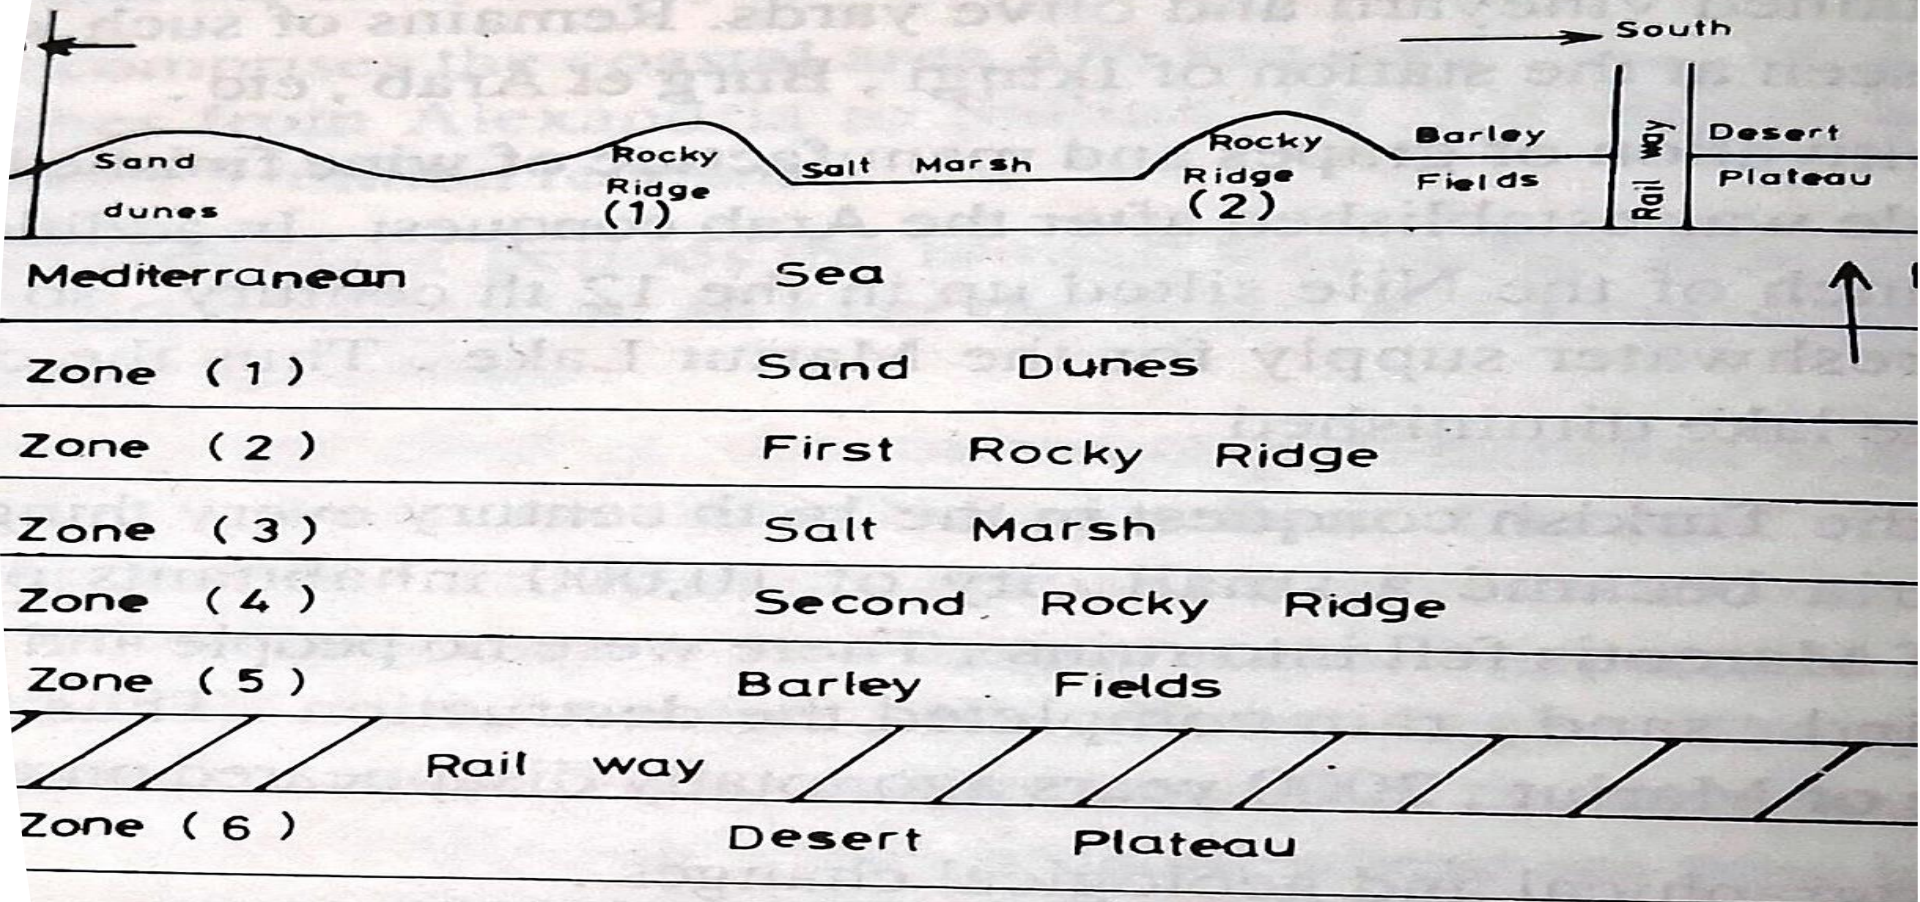 South
Sand dunes
Rocky Ridge (1)
Salt Marsh
Rocky Ridge (2)
Barley Fields
Rail way
Desert Plateau
Mediterranean Sea
Zone (1) Sand Dunes
Zone (2) First Rocky Ridge
Zone (3) Salt Marsh
Zone (4) Second Rocky Ridge
Zone (5) Barley Fields
Rail way
Zone (6) Desert Plateau